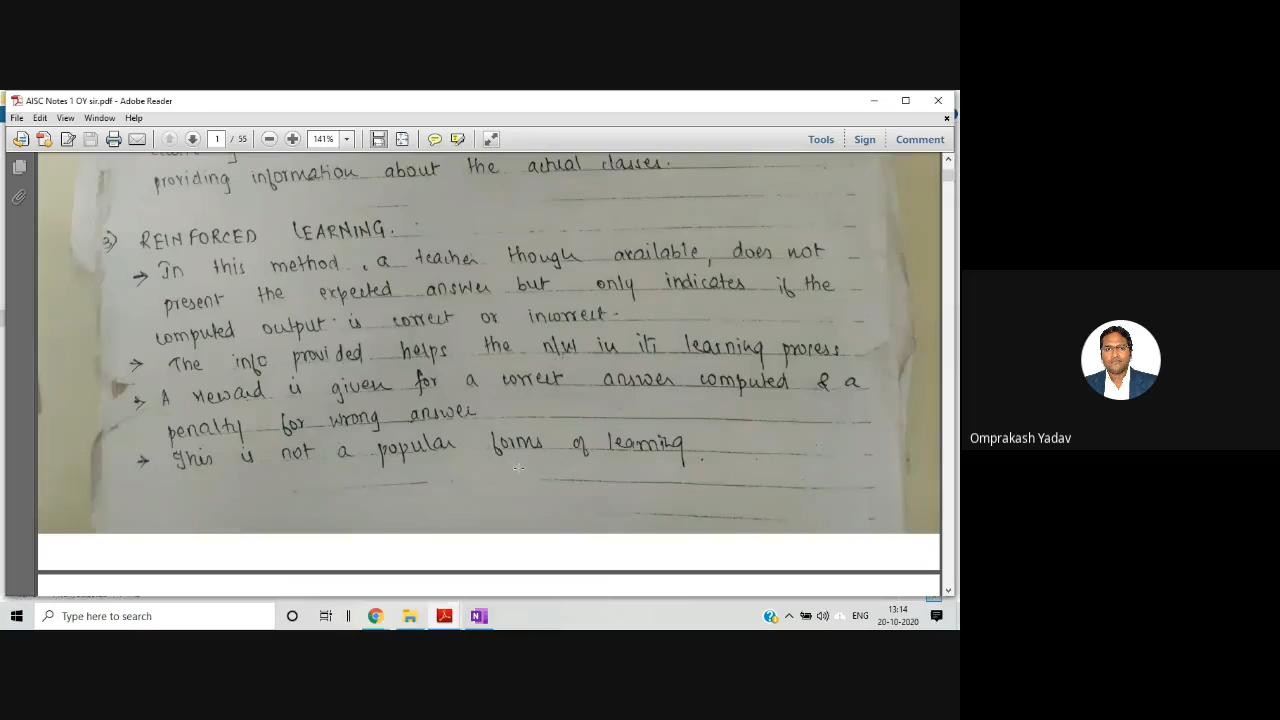 AISC Notes 1 OY sir.pdf - Adobe Reader
File Edit View Window Help
1 / 55 141% Tools Sign Comment
providing information about the actual classes.
3) REINFORCED LEARNING.
→ In this method, a teacher though available, does not
present the expected answer but only indicates if the
computed output is correct or incorrect.
→ The info provided helps the n/w in its learning process
→ A reward is given for a correct answer computed & a
penalty for wrong answer
→ This is not a popular forms of learning.
Omprakash Yadav
Type here to search
ENG
13:14
20-10-2020